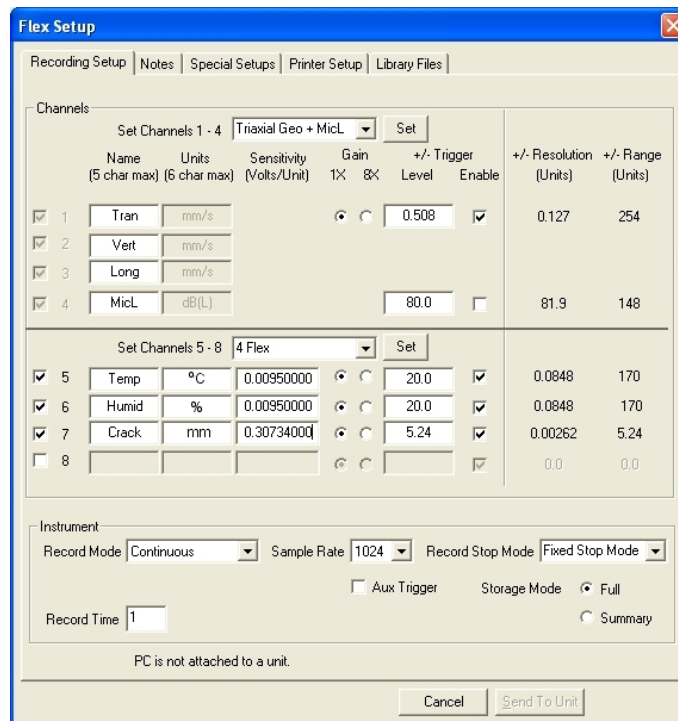 Flex Setup
Recording Setup Notes Special Setups Printer Setup Library Files
Channels
Set Channels 1 - 4 Triaxial Geo + MicL Set
Name Units Sensitivity Gain +/- Trigger +/- Resolution +/- Range
(5 char max) (6 char max) (Volts/Unit) 1X 8X Level Enable (Units) (Units)
1 Tran mm/s 0.508 0.127 254
2 Vert mm/s
3 Long mm/s
4 MicL dB(L) 80.0 81.9 148
Set Channels 5 - 8 4 Flex Set
5 Temp ºC 0.00950000 20.0 0.0848 170
6 Humid % 0.00950000 20.0 0.0848 170
7 Crack mm 0.30734000 5.24 0.00262 5.24
8 0.0 0.0
Instrument
Record Mode Continuous Sample Rate 1024 Record Stop Mode Fixed Stop Mode
Aux Trigger Storage Mode Full
Record Time 1 Summary
PC is not attached to a unit.
Cancel Send To Unit